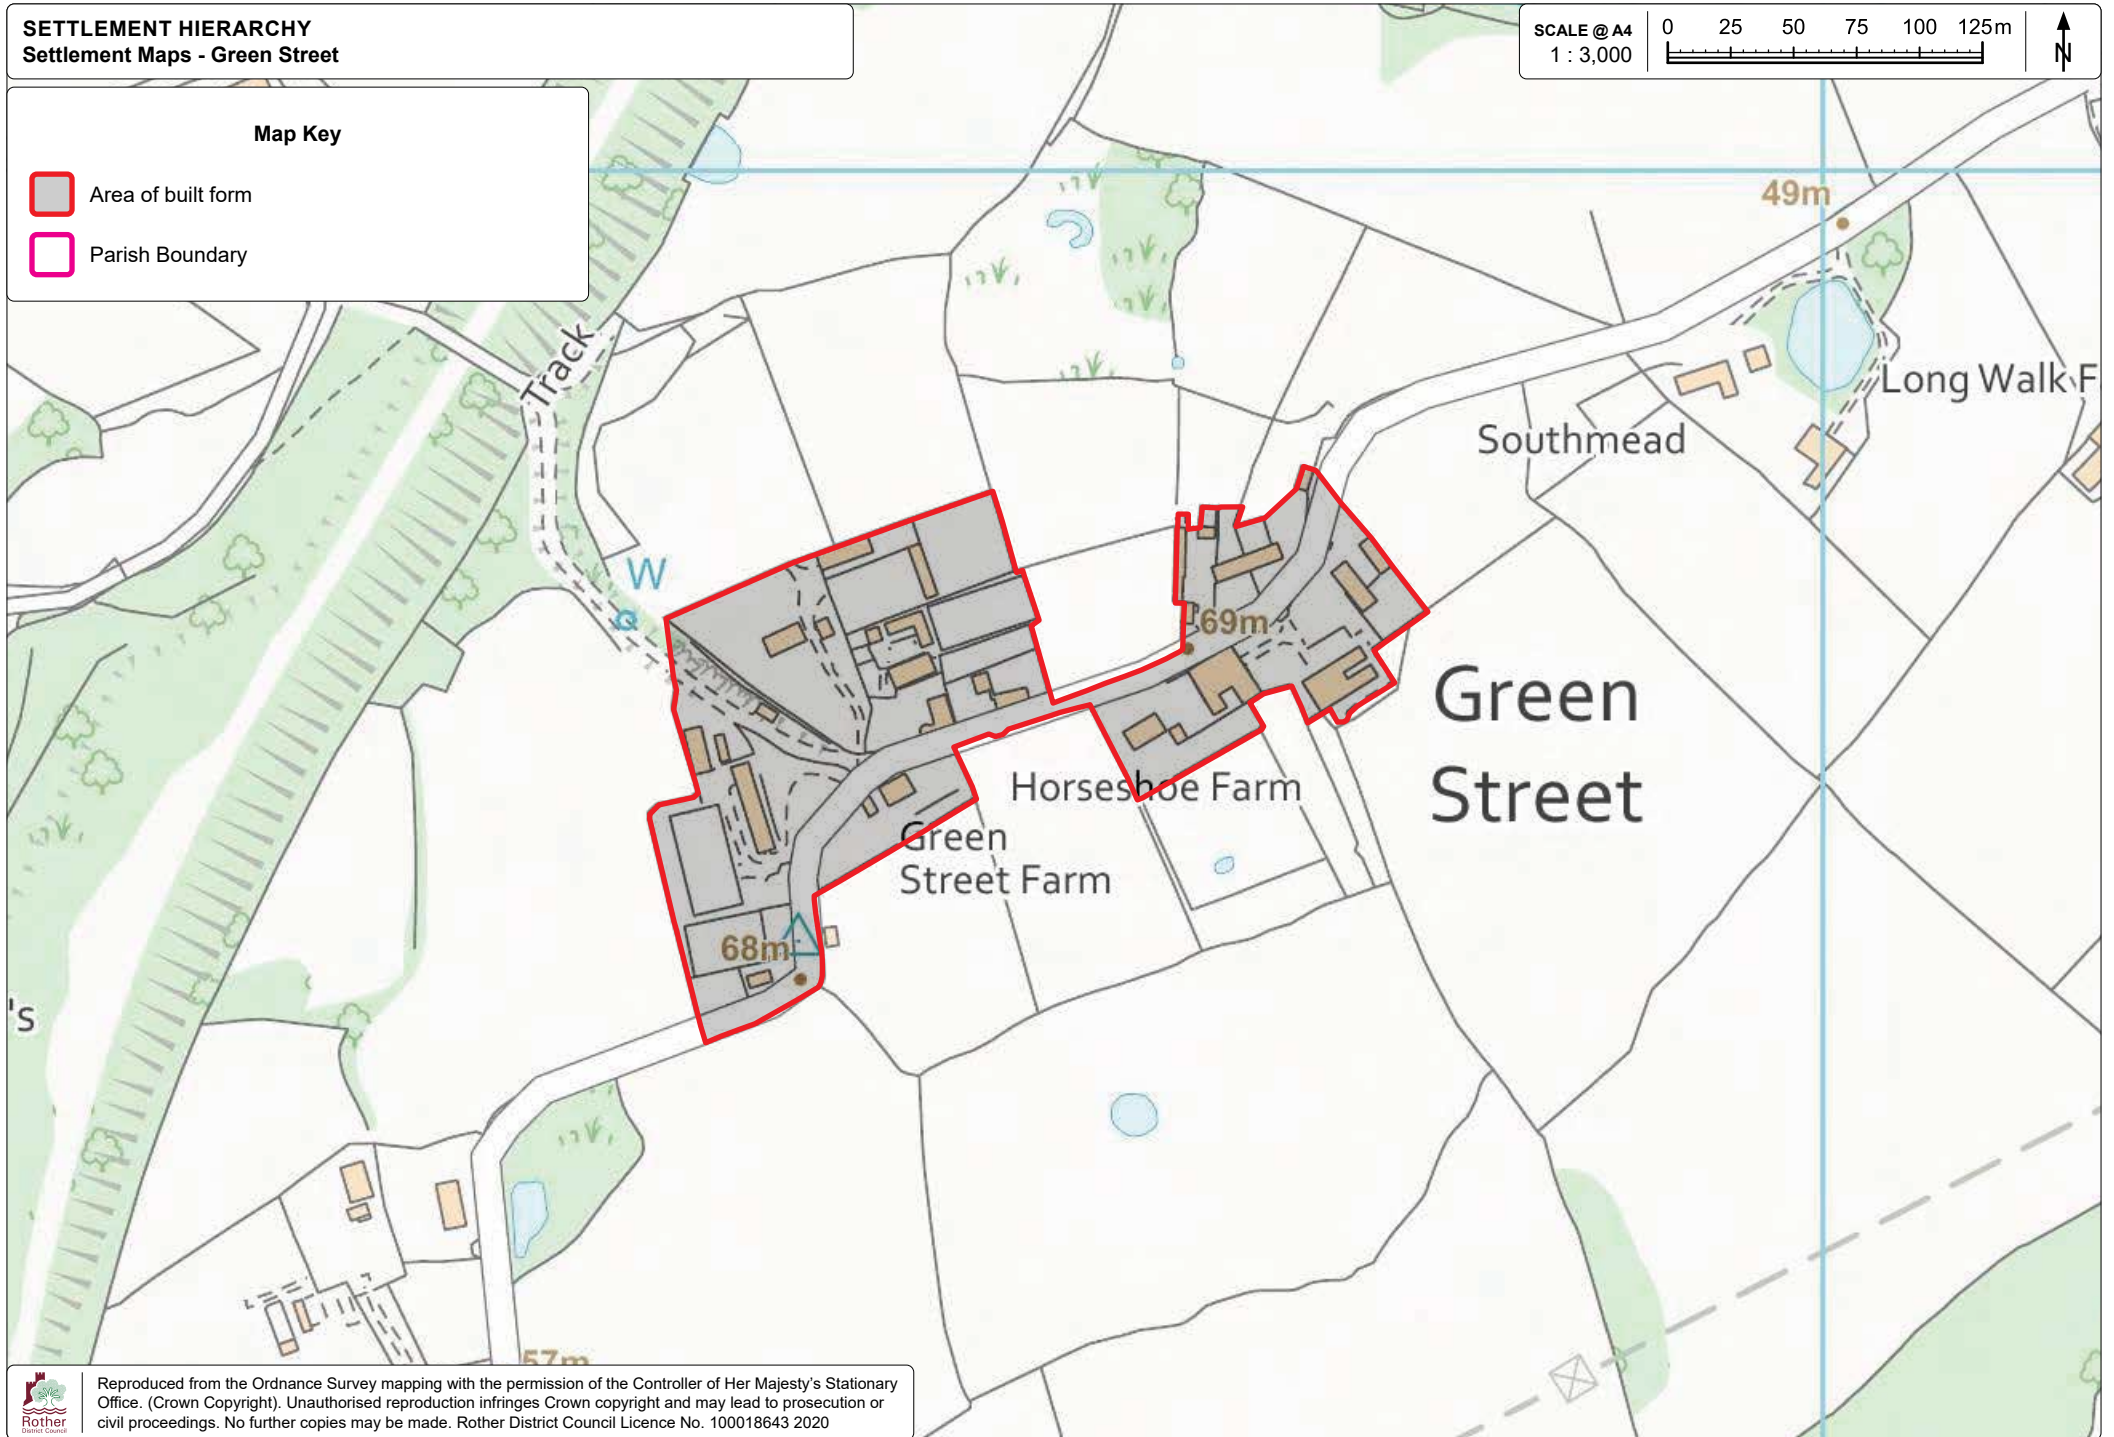 SETTLEMENT HIERARCHY
Settlement Maps - Green Street
SCALE @ A4
1 : 3,000
0 25 50 75 100 125m
N
Map Key
Area of built form
Parish Boundary
49m
Track
Long Walk F
Southmead
W
69m
Green
Street
Horseshoe Farm
Green
Street Farm
68m
's
57m
Rother
District Council
Reproduced from the Ordnance Survey mapping with the permission of the Controller of Her Majesty's Stationary
Office. (Crown Copyright). Unauthorised reproduction infringes Crown copyright and may lead to prosecution or
civil proceedings. No further copies may be made. Rother District Council Licence No. 100018643 2020